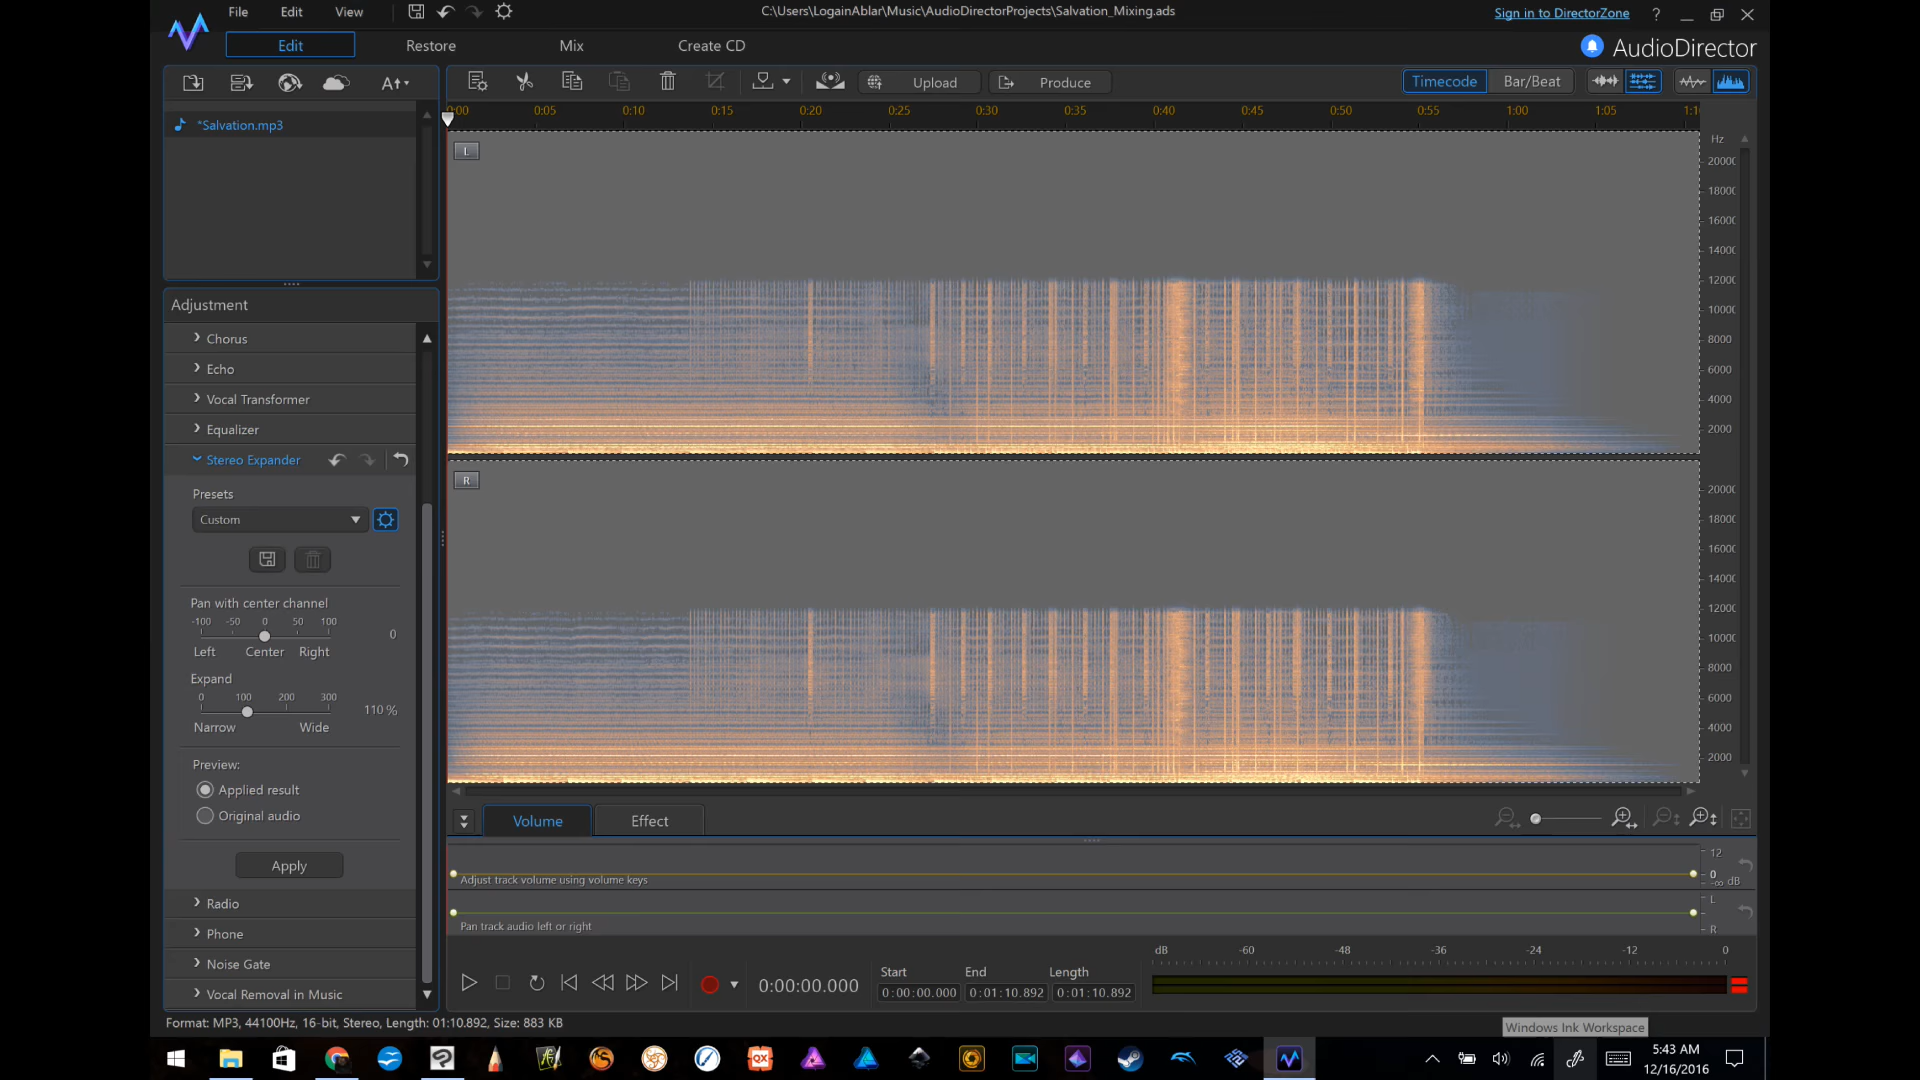 File Edit View
C:\Users\LogainAblar\Music\AudioDirectorProjects\Salvation_Mixing.ads
Sign in to DirectorZone
?
Edit Restore Mix Create CD
AudioDirector
Upload Produce
Timecode Bar/Beat
*Salvation.mp3
0:00 0:05 0:10 0:15 0:20 0:25 0:30 0:35 0:40 0:45 0:50 0:55 1:00 1:05
L
Hz
20000
18000
16000
14000
12000
10000
8000
6000
4000
2000
R
20000
18000
16000
14000
12000
10000
8000
6000
4000
2000
Adjustment
Chorus
Echo
Vocal Transformer
Equalizer
Stereo Expander
Presets
Custom
Pan with center channel
-100 -50 0 50 100
0
Left Center Right
Expand
0 100 200 300
110 %
Narrow Wide
Preview:
Applied result
Original audio
Apply
Radio
Phone
Noise Gate
Vocal Removal in Music
Volume Effect
Adjust track volume using volume keys
12
0
-∞ dB
Pan track audio left or right
L
R
0:00:00.000
Start End Length
0:00:00.000 0:01:10.892 0:01:10.892
dB -60 -48 -36 -24 -12 0
Format: MP3, 44100Hz, 16-bit, Stereo, Length: 01:10.892, Size: 883 KB
Windows Ink Workspace
QX
5:43 AM
12/16/2016